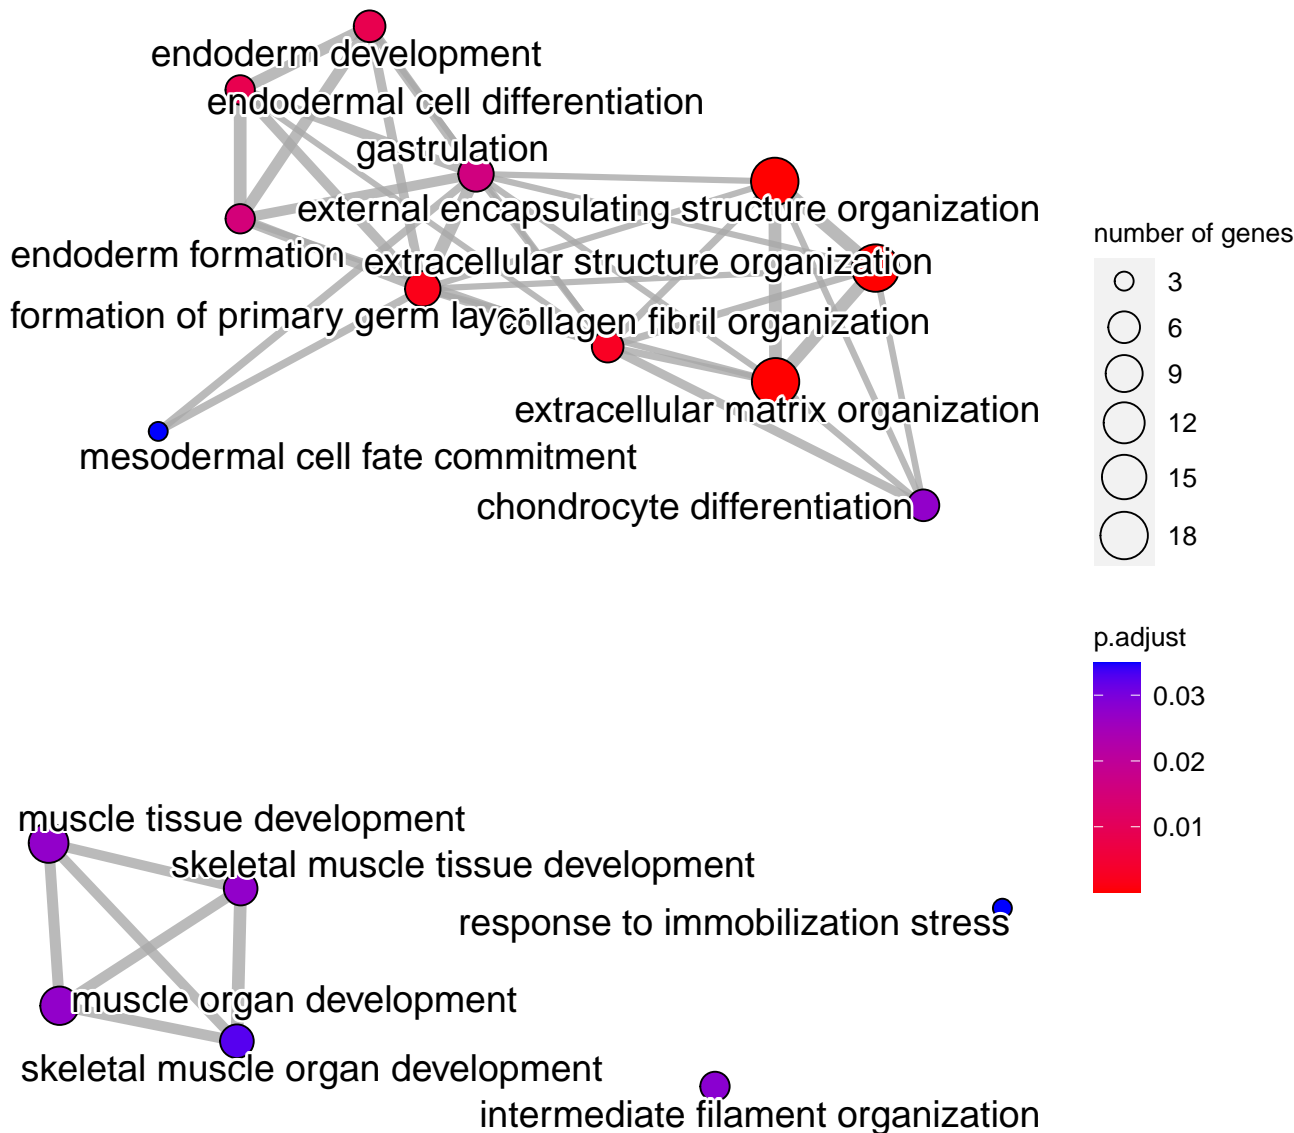 endoderm development
endodermal cell differentiation
gastrulation
external encapsulating structure organization
endoderm formation
extracellular structure organization
formation of primary germ layer
collagen fibril organization
extracellular matrix organization
mesodermal cell fate commitment
chondrocyte differentiation
muscle tissue development
skeletal muscle tissue development
response to immobilization stress
muscle organ development
skeletal muscle organ development
intermediate filament organization
number of genes
3
6
9
12
15
18
p.adjust
0.03
0.02
0.01